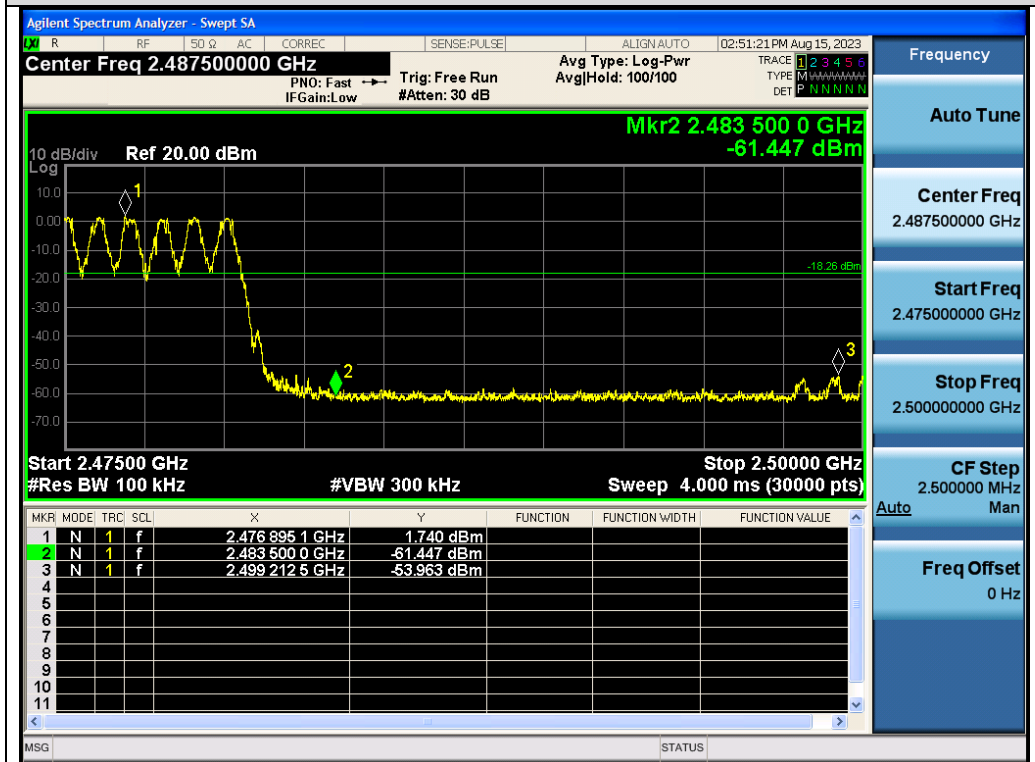 Agilent Spectrum Analyzer - Swept SA
LXI R RF 50 Ω AC CORREC SENSE:PULSE ALIGN AUTO 02:51:21 PM Aug 15, 2023
Center Freq 2.487500000 GHz
PNO: Fast
IFGain:Low
Trig: Free Run
#Atten: 30 dB
Avg Type: Log-Pwr
Avg|Hold: 100/100
TRACE 1 2 3 4 5 6
TYPE M
DET P N N N N N
Mkr2 2.483 500 0 GHz
-61.447 dBm
10 dB/div Ref 20.00 dBm
Log
10.0
0.00
-10.0
-20.0
-30.0
-40.0
-50.0
-60.0
-70.0
1
-18.26 dBm
2
3
Start 2.47500 GHz Stop 2.50000 GHz
#Res BW 100 kHz #VBW 300 kHz Sweep 4.000 ms (30000 pts)
MKR MODE TRC SCL X Y FUNCTION FUNCTION WIDTH FUNCTION VALUE
1 N 1 f 2.476 895 1 GHz 1.740 dBm
2 N 1 f 2.483 500 0 GHz -61.447 dBm
3 N 1 f 2.499 212 5 GHz -53.963 dBm
4
5
6
7
8
9
10
11
MSG STATUS
Frequency
Auto Tune
Center Freq
2.487500000 GHz
Start Freq
2.475000000 GHz
Stop Freq
2.500000000 GHz
CF Step
2.500000 MHz
Auto Man
Freq Offset
0 Hz